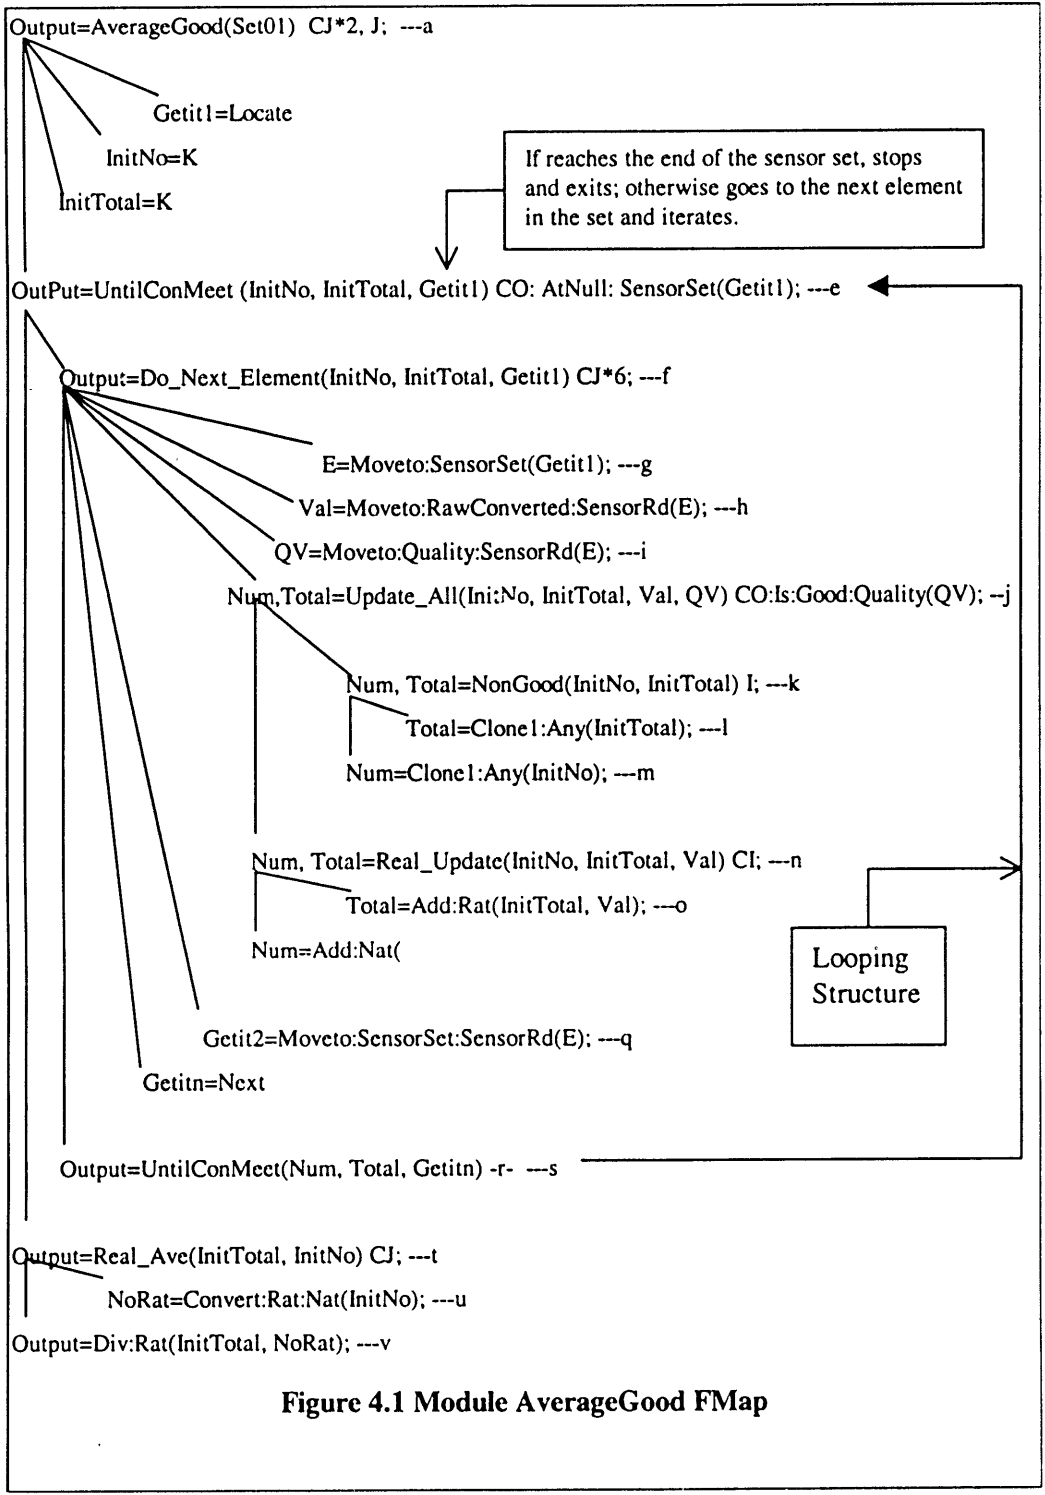 Output=AverageGood(Set01) CJ*2, J; ---a
Getit1=Locate
InitNo=K
InitTotal=K
If reaches the end of the sensor set, stops
and exits; otherwise goes to the next element
in the set and iterates.
OutPut=UntilConMeet (InitNo, InitTotal, Getit1) CO: AtNull: SensorSet(Getit1); ---e
Output=Do_Next_Element(InitNo, InitTotal, Getit1) CJ*6; ---f
E=Moveto:SensorSet(Getit1); ---g
Val=Moveto:RawConverted:SensorRd(E); ---h
QV=Moveto:Quality:SensorRd(E); ---i
Num,Total=Update_All(InitNo, InitTotal, Val, QV) CO:Is:Good:Quality(QV); --j
Num, Total=NonGood(InitNo, InitTotal) I; ---k
Total=Clone1:Any(InitTotal); ---l
Num=Clone1:Any(InitNo); ---m
Num, Total=Real_Update(InitNo, InitTotal, Val) CI; ---n
Total=Add:Rat(InitTotal, Val); ---o
Num=Add:Nat(
Looping
Structure
Getit2=Moveto:SensorSet:SensorRd(E); ---q
Getitn=Next
Output=UntilConMeet(Num, Total, Getitn) -r- ---s
Output=Real_Ave(InitTotal, InitNo) CJ; ---t
NoRat=Convert:Rat:Nat(InitNo); ---u
Output=Div:Rat(InitTotal, NoRat); ---v
Figure 4.1 Module AverageGood FMap